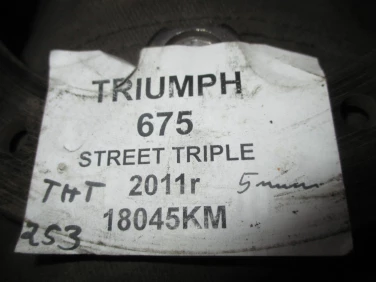 TRIUMPH
675
STREET TRIPLE
THT 2011r 5mm
18045KM
253